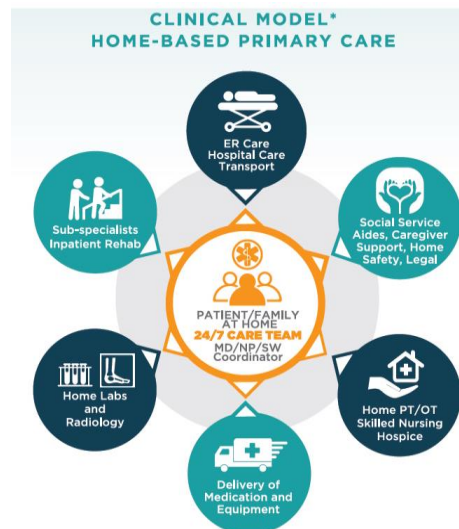 CLINICAL MODEL*
HOME-BASED PRIMARY CARE
ER Care
Hospital Care
Transport
Sub-specialists
Inpatient Rehab
Social Service
Aides, Caregiver
Support, Home
Safety, Legal
PATIENT/FAMILY
AT HOME
24/7 CARE TEAM
MD/NP/SW
Coordinator
Home Labs
and
Radiology
Home PT/OT
Skilled Nursing
Hospice
Delivery of
Medication and
Equipment